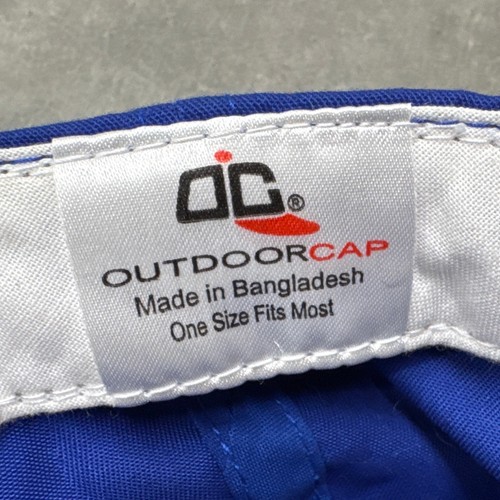 OC®
OUTDOORCAP
Made in Bangladesh
One Size Fits Most